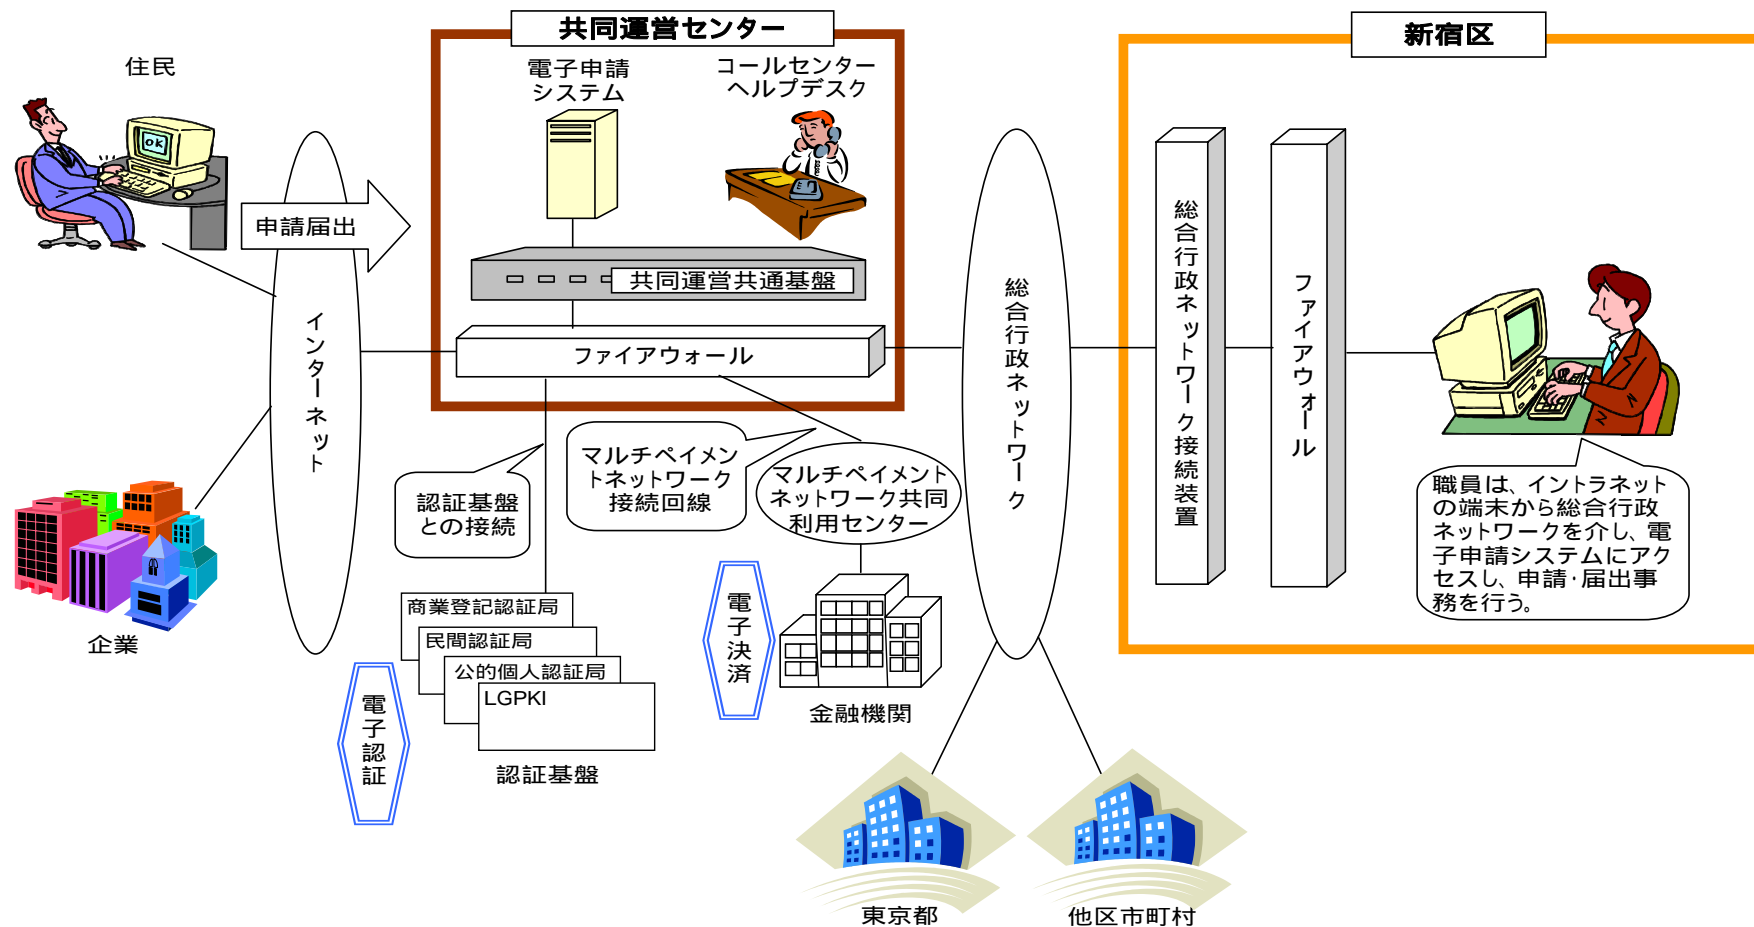 共同運営センター
新宿区
住民
電子申請
システム
コールセンター
ヘルプデスク
OK
申請届出
共同運営共通基盤
ファイアウォール
インターネット
総合行政ネットワーク
総合行政ネットワーク接続装置
ファイアウォール
認証基盤
との接続
マルチペイメン
トネットワーク
接続回線
マルチペイメント
ネットワーク共同
利用センター
職員は、イントラネット
の端末から総合行政
ネットワークを介し、電
子申請システムにアク
セスし、申請・届出事
務を行う。
企業
商業登記認証局
民間認証局
公的個人認証局
LGPKI
電子認証
認証基盤
電子決済
金融機関
東京都
他区市町村